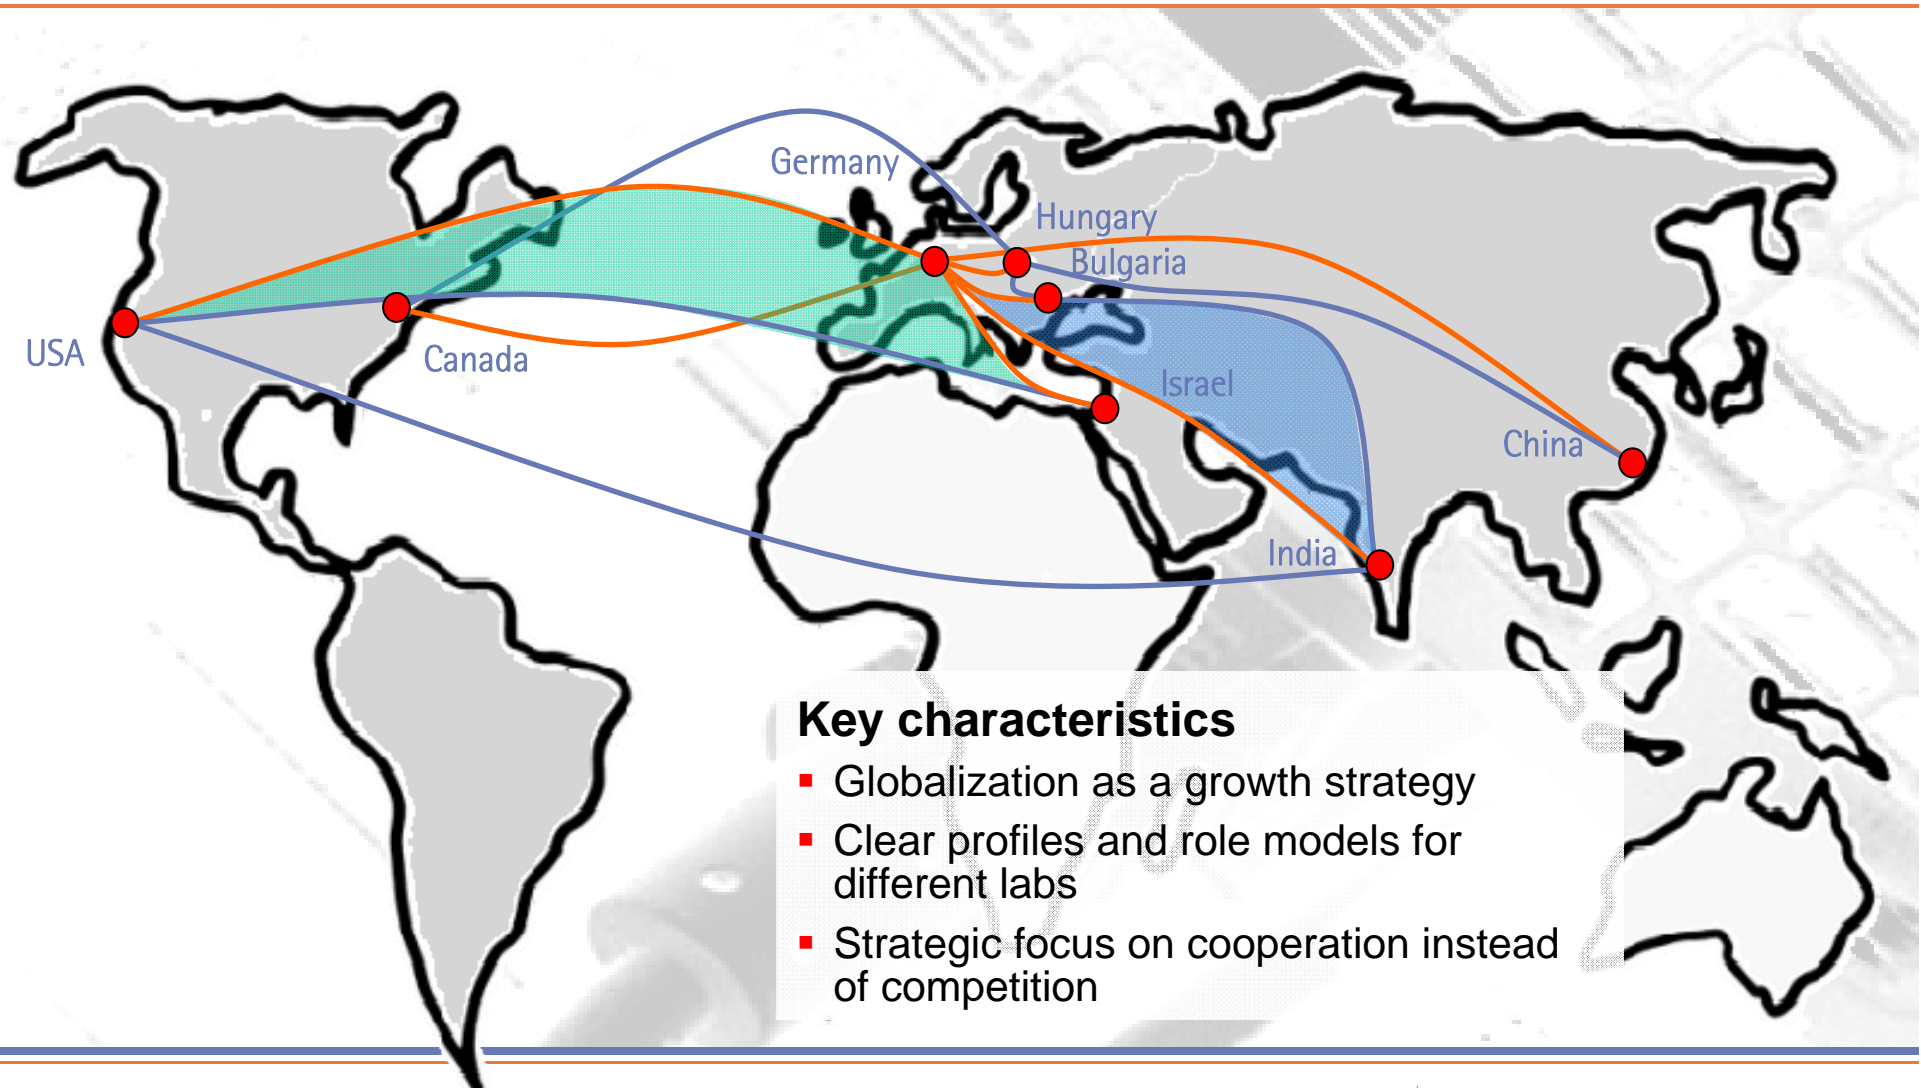 Germany
Hungary
Bulgaria
USA
Canada
Israel
China
India
Key characteristics
Globalization as a growth strategy
Clear profiles and role models for
different labs
Strategic focus on cooperation instead
of competition